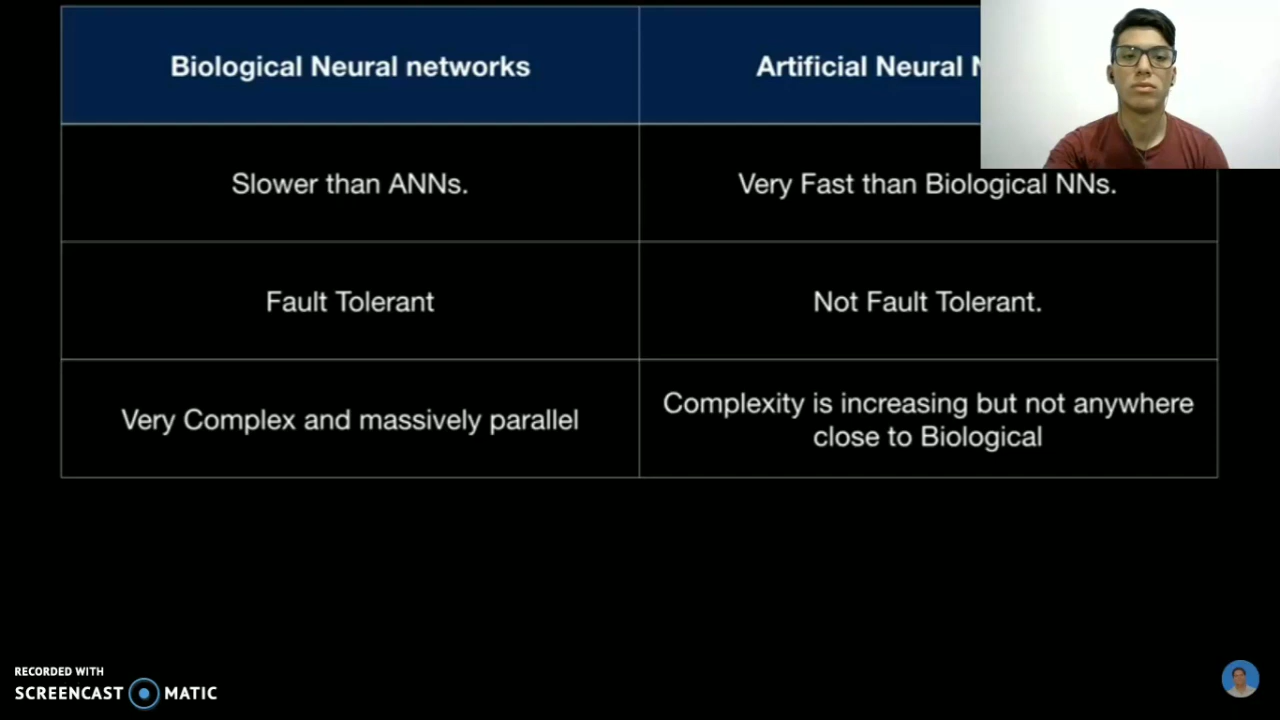 Biological Neural networks
Artificial Neural
Slower than ANNs.
Very Fast than Biological NNs.
Fault Tolerant
Not Fault Tolerant.
Very Complex and massively parallel
Complexity is increasing but not anywhere
close to Biological
RECORDED WITH
SCREENCAST MATIC